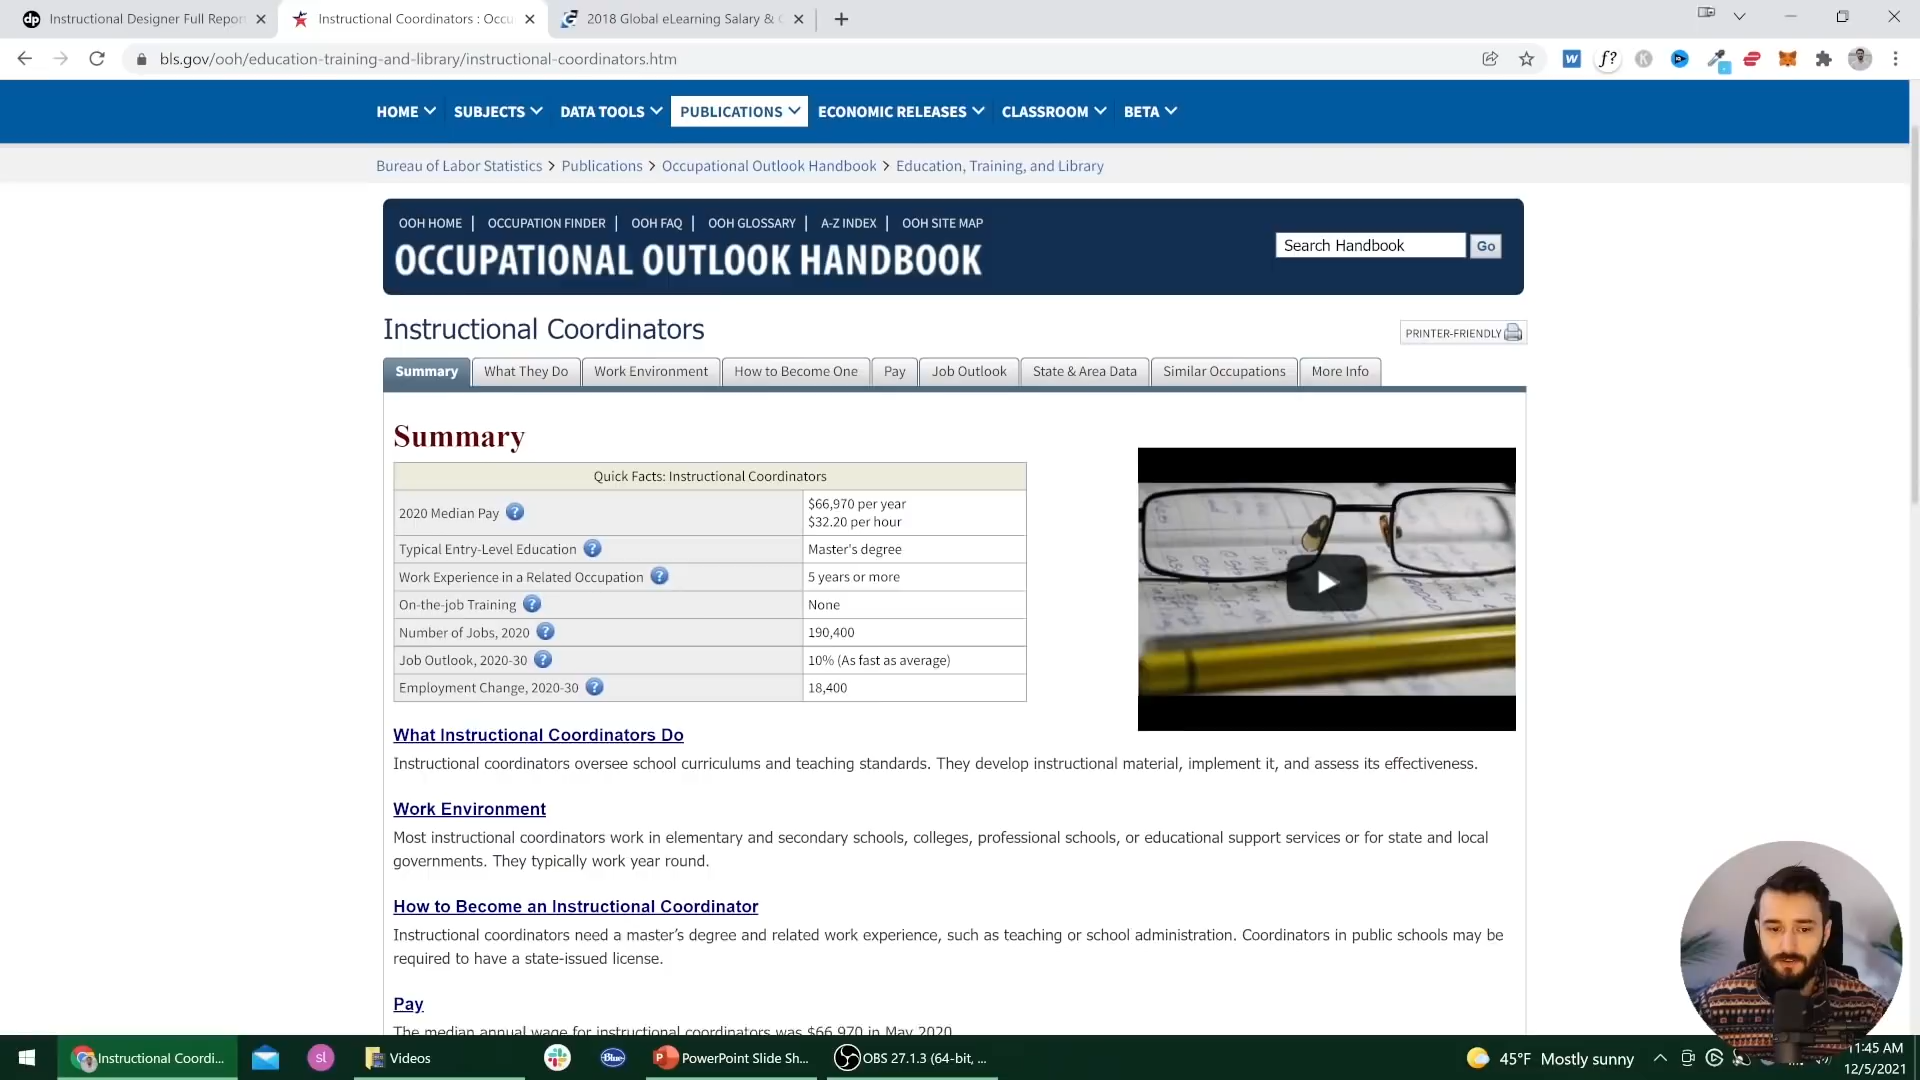 Instructional Designer Full Repor
Instructional Coordinators : Occu
2018 Global eLearning Salary & C
bls.gov/ooh/education-training-and-library/instructional-coordinators.htm
HOME SUBJECTS DATA TOOLS PUBLICATIONS ECONOMIC RELEASES CLASSROOM BETA
Bureau of Labor Statistics > Publications > Occupational Outlook Handbook > Education, Training, and Library
OOH HOME | OCCUPATION FINDER | OOH FAQ | OOH GLOSSARY | A-Z INDEX | OOH SITE MAP
OCCUPATIONAL OUTLOOK HANDBOOK
Search Handbook Go
Instructional Coordinators
PRINTER-FRIENDLY
Summary What They Do Work Environment How to Become One Pay Job Outlook State & Area Data Similar Occupations More Info
Summary
Quick Facts: Instructional Coordinators
2020 Median Pay
$66,970 per year
$32.20 per hour
Typical Entry-Level Education Master's degree
Work Experience in a Related Occupation 5 years or more
On-the-job Training None
Number of Jobs, 2020 190,400
Job Outlook, 2020-30 10% (As fast as average)
Employment Change, 2020-30 18,400
What Instructional Coordinators Do
Instructional coordinators oversee school curriculums and teaching standards. They develop instructional material, implement it, and assess its effectiveness.
Work Environment
Most instructional coordinators work in elementary and secondary schools, colleges, professional schools, or educational support services or for state and local
governments. They typically work year round.
How to Become an Instructional Coordinator
Instructional coordinators need a master's degree and related work experience, such as teaching or school administration. Coordinators in public schools may be
required to have a state-issued license.
Pay
The median annual wage for instructional coordinators was $66,970 in May 2020.
Instructional Coordi...
sl
Videos
Blue
PowerPoint Slide Sh...
OBS 27.1.3 (64-bit, ...
45°F Mostly sunny
11:45 AM
12/5/2021